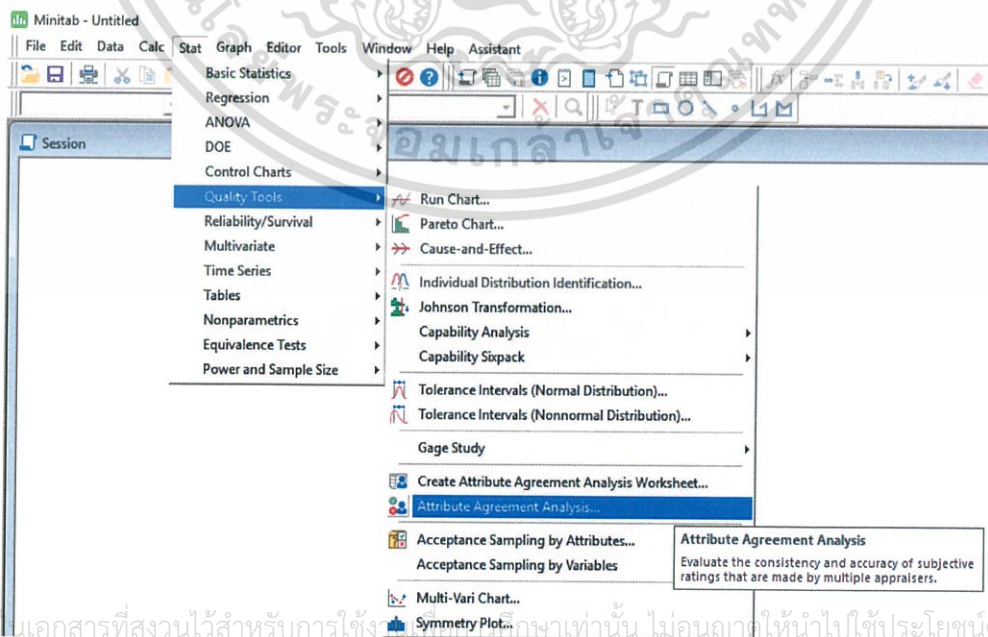 Minitab - Untitled
File Edit Data Calc Stat Graph Editor Tools Window Help Assistant
Basic Statistics
Regression
ANOVA
DOE
Control Charts
Quality Tools
Reliability/Survival
Multivariate
Time Series
Tables
Nonparametrics
Equivalence Tests
Power and Sample Size
Session
Run Chart...
Pareto Chart...
Cause-and-Effect...
Individual Distribution Identification...
Johnson Transformation...
Capability Analysis
Capability Sixpack
Tolerance Intervals (Normal Distribution)...
Tolerance Intervals (Nonnormal Distribution)...
Gage Study
Create Attribute Agreement Analysis Worksheet...
Attribute Agreement Analysis...
Acceptance Sampling by Attributes...
Acceptance Sampling by Variables
Multi-Vari Chart...
Symmetry Plot...
Attribute Agreement Analysis
Evaluate the consistency and accuracy of subjective
ratings that are made by multiple appraisers.